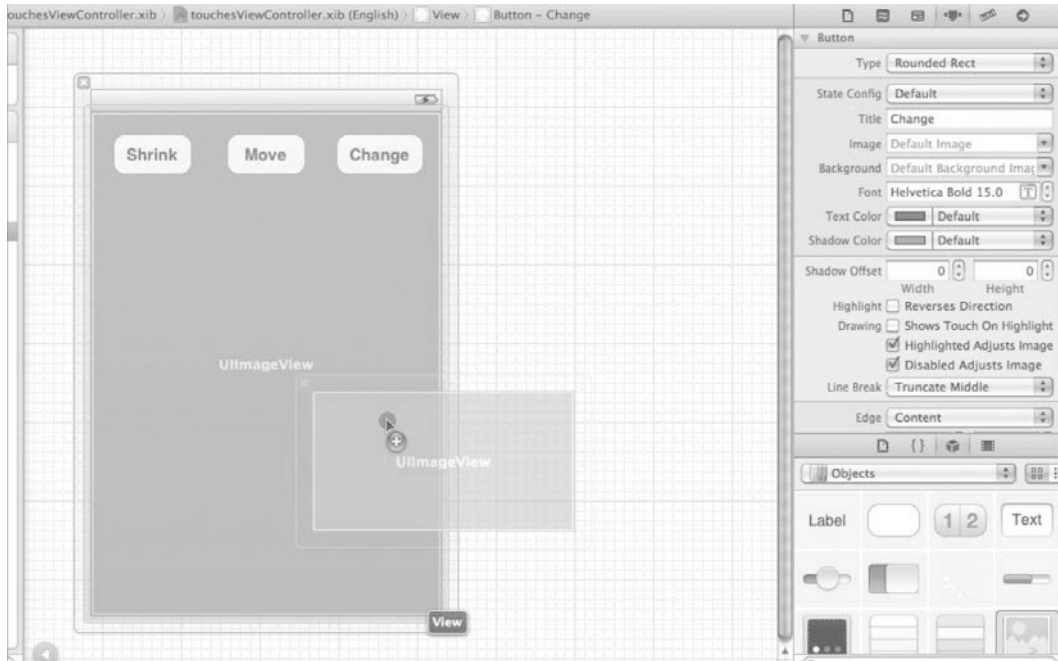 ouchesViewController.xib touchesViewController.xib (English) View Button – Change
Button
Type Rounded Rect
State Config Default
Title Change
Image Default Image
Background Default Background Imag
Font Helvetica Bold 15.0 T
Text Color Default
Shadow Color Default
Shadow Offset 0 0
Width Height
Highlight Reverses Direction
Drawing Shows Touch On Highlight
Highlighted Adjusts Image
Disabled Adjusts Image
Line Break Truncate Middle
Edge Content
{}
Objects
Label 1 2 Text
Shrink Move Change
UIImageView
UIImageView
View